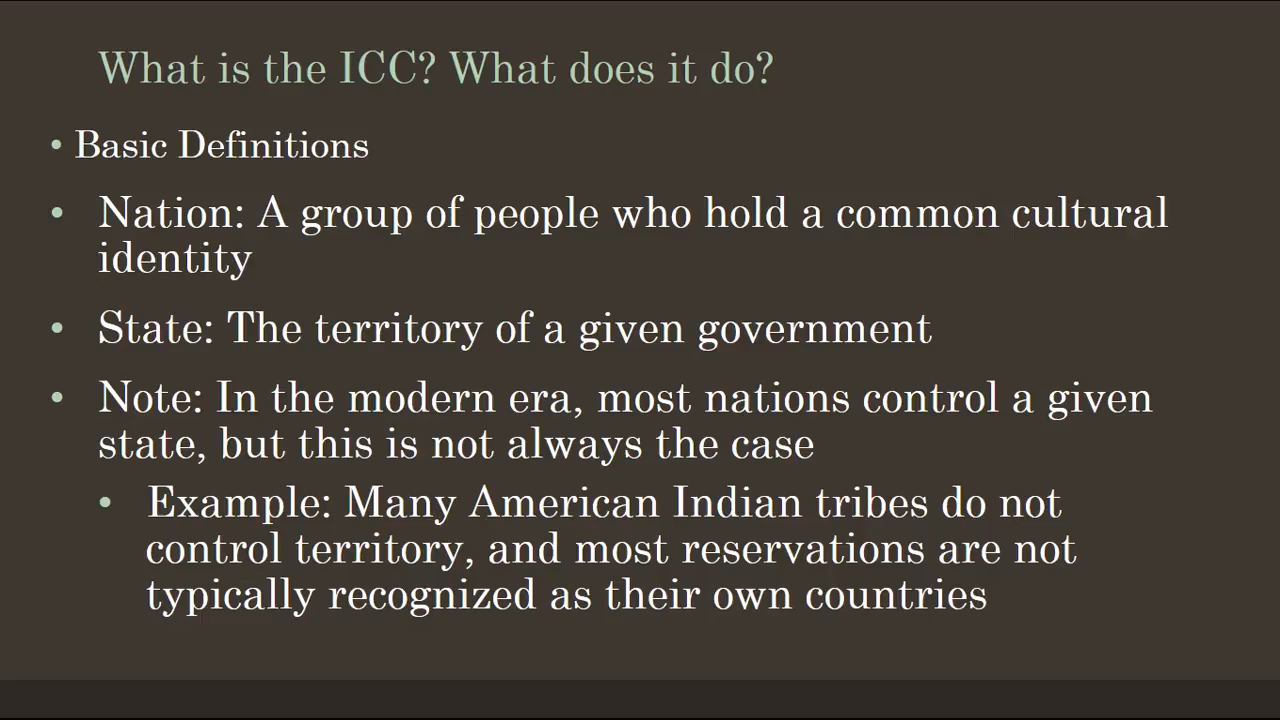 What is the ICC? What does it do?
• Basic Definitions
• Nation: A group of people who hold a common cultural
identity
• State: The territory of a given government
• Note: In the modern era, most nations control a given
state, but this is not always the case
• Example: Many American Indian tribes do not
control territory, and most reservations are not
typically recognized as their own countries